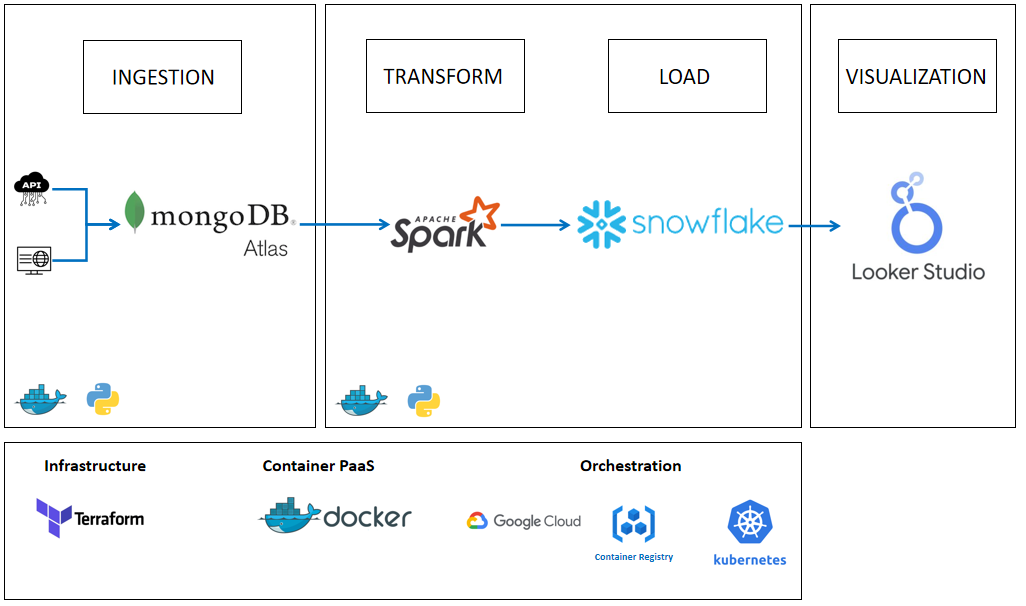 INGESTION
TRANSFORM
LOAD
VISUALIZATION
API
mongoDB®
Atlas
APACHE
Spark
snowflake
Looker Studio
Infrastructure
Container PaaS
Orchestration
Terraform
docker
Google Cloud
Container Registry
kubernetes